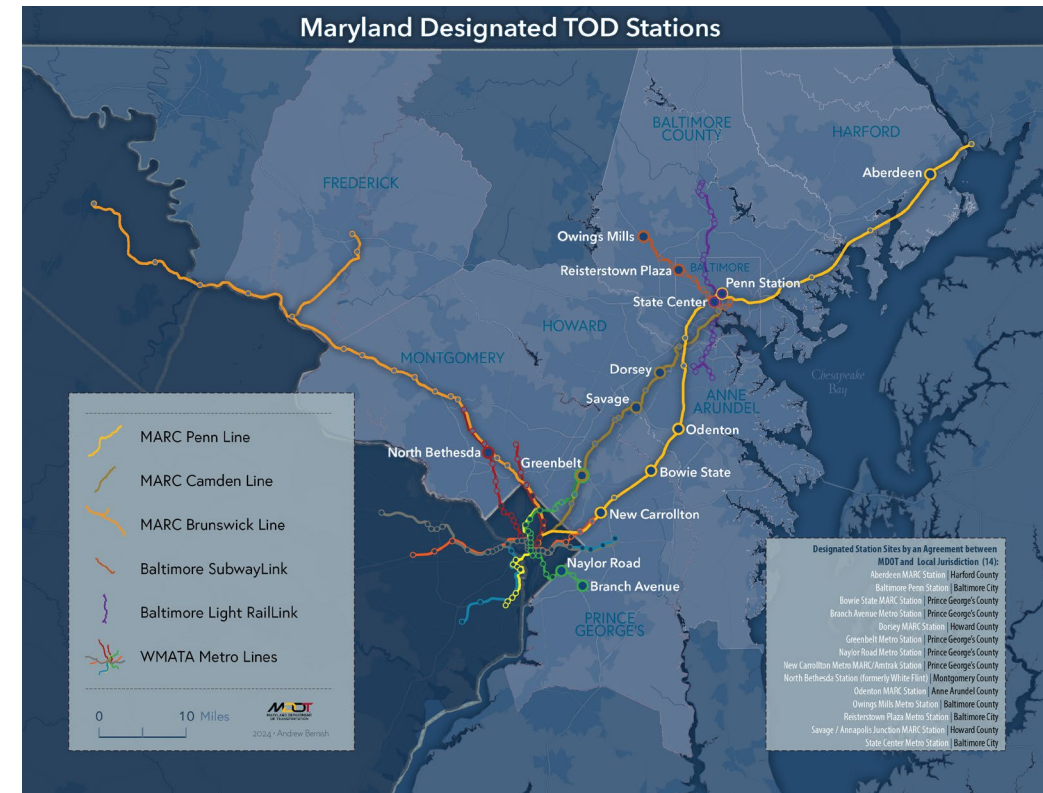 Maryland Designated TOD Stations
BALTIMORE
COUNTY
HARFORD
Aberdeen
FREDERICK
Owings Mills
Reisterstown Plaza
BALTIMORE
Penn Station
State Center
HOWARD
MONTGOMERY
Dorsey
Chesapeake
Bay
Savage
ANNE
ARUNDEL
Odenton
North Bethesda
Greenbelt
Bowie State
New Carrollton
Naylor Road
Branch Avenue
PRINCE
GEORGE'S
MARC Penn Line
MARC Camden Line
MARC Brunswick Line
Baltimore SubwayLink
Baltimore Light RailLink
WMATA Metro Lines
0 10 Miles
MDOT
MARYLAND DEPARTMENT
OF TRANSPORTATION
2024 • Andrew Bernish
Designated Station Sites by an Agreement between
MDOT and Local Jurisdiction (14):
Aberdeen MARC Station | Harford County
Baltimore Penn Station | Baltimore City
Bowie State MARC Station | Prince George's County
Branch Avenue Metro Station | Prince George's County
Dorsey MARC Station | Howard County
Greenbelt Metro Station | Prince George's County
Naylor Road Metro Station | Prince George's County
New Carrollton Metro MARC/Amtrak Station | Prince George's County
North Bethesda Station (formerly White Flint) | Montgomery County
Odenton MARC Station | Anne Arundel County
Owings Mills Metro Station | Baltimore County
Reisterstown Plaza Metro Station | Baltimore City
Savage / Annapolis Junction MARC Station | Howard County
State Center Metro Station | Baltimore City